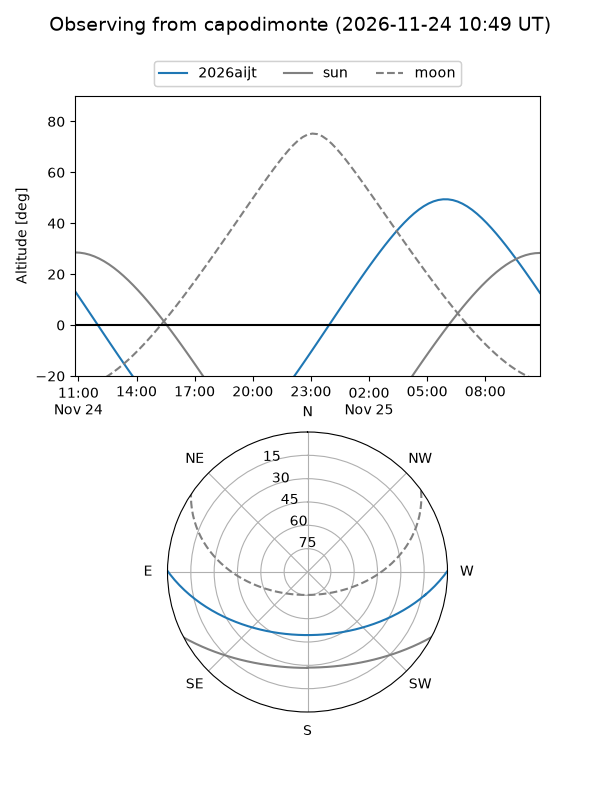 Observing from capodimonte (2026-11-24 10:49 UT)
2026aijt sun moon
Altitude [deg]
80
60
40
20
0
−20
11:00 14:00 17:00 20:00 23:00 02:00 05:00 08:00
Nov 24 Nov 25
N
NE NW
15
30
45
60
75
E W
SE SW
S